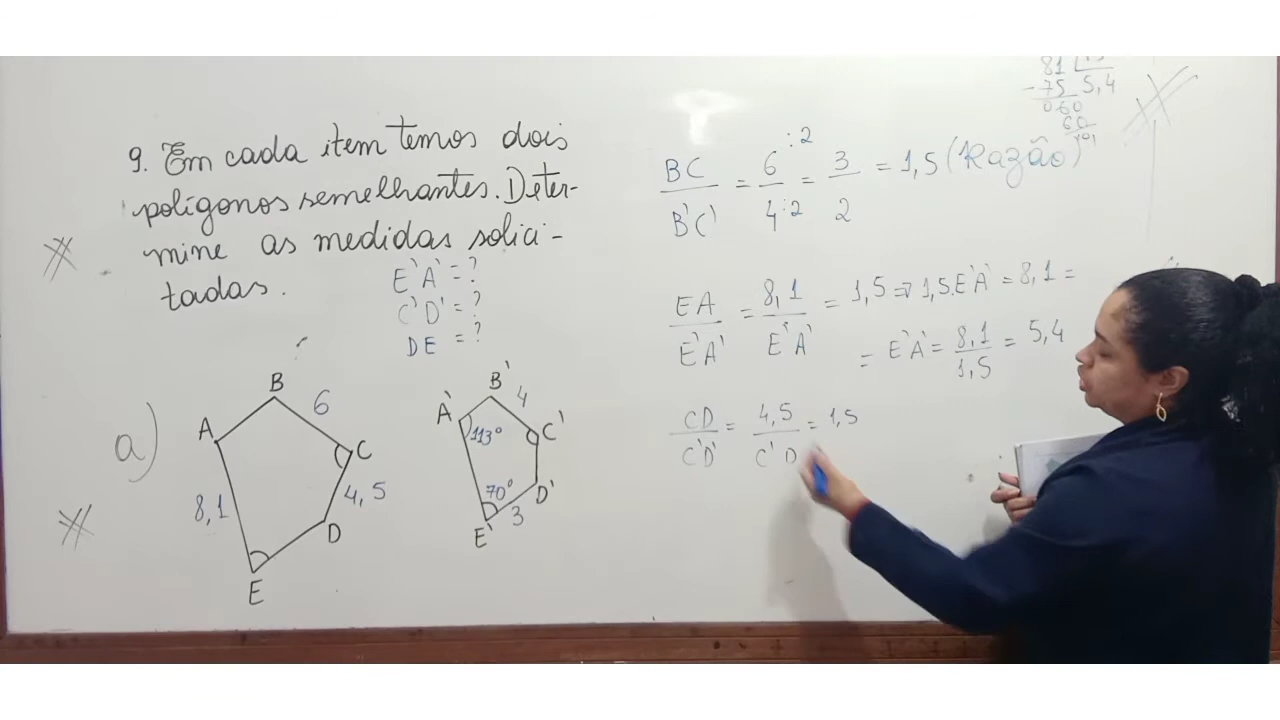 9. Em cada item temos dois
polígonos semelhantes. Deter-
mine as medidas solici-
tadas.
E'A' = ?
C'D' = ?
DE = ?
a)
B
6
A
C
4,5
8,1
D
E
B'
4
A'
C'
113°
70°
D'
3
E'
BC/B'C' = 6:2/4:2 = 3/2 = 1,5 (Razão)
EA/E'A' = 8,1/E'A' = 1,5 => 1,5.E'A' = 8,1 =
= E'A' = 8,1/1,5 = 5,4
CD/C'D' = 4,5/C'D = 1,5
81
-75 5,4
060
60